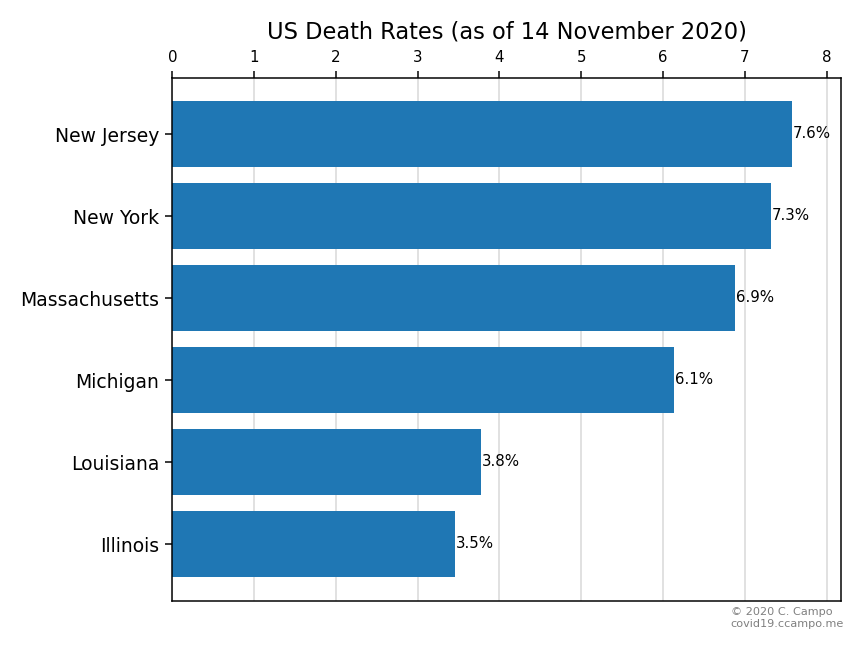 US Death Rates (as of 14 November 2020)
0 1 2 3 4 5 6 7 8
New Jersey 7.6%
New York 7.3%
Massachusetts 6.9%
Michigan 6.1%
Louisiana 3.8%
Illinois 3.5%
© 2020 C. Campo
covid19.ccampo.me